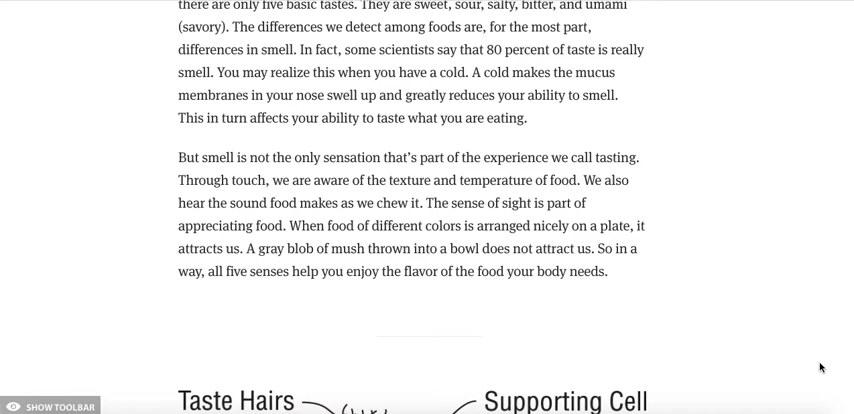 there are only five basic tastes. They are sweet, sour, salty, bitter, and umami
(savory). The differences we detect among foods are, for the most part,
differences in smell. In fact, some scientists say that 80 percent of taste is really
smell. You may realize this when you have a cold. A cold makes the mucus
membranes in your nose swell up and greatly reduces your ability to smell.
This in turn affects your ability to taste what you are eating.
But smell is not the only sensation that’s part of the experience we call tasting.
Through touch, we are aware of the texture and temperature of food. We also
hear the sound food makes as we chew it. The sense of sight is part of
appreciating food. When food of different colors is arranged nicely on a plate, it
attracts us. A gray blob of mush thrown into a bowl does not attract us. So in a
way, all five senses help you enjoy the flavor of the food your body needs.
Taste Hairs
Supporting Cell
SHOW TOOLBAR